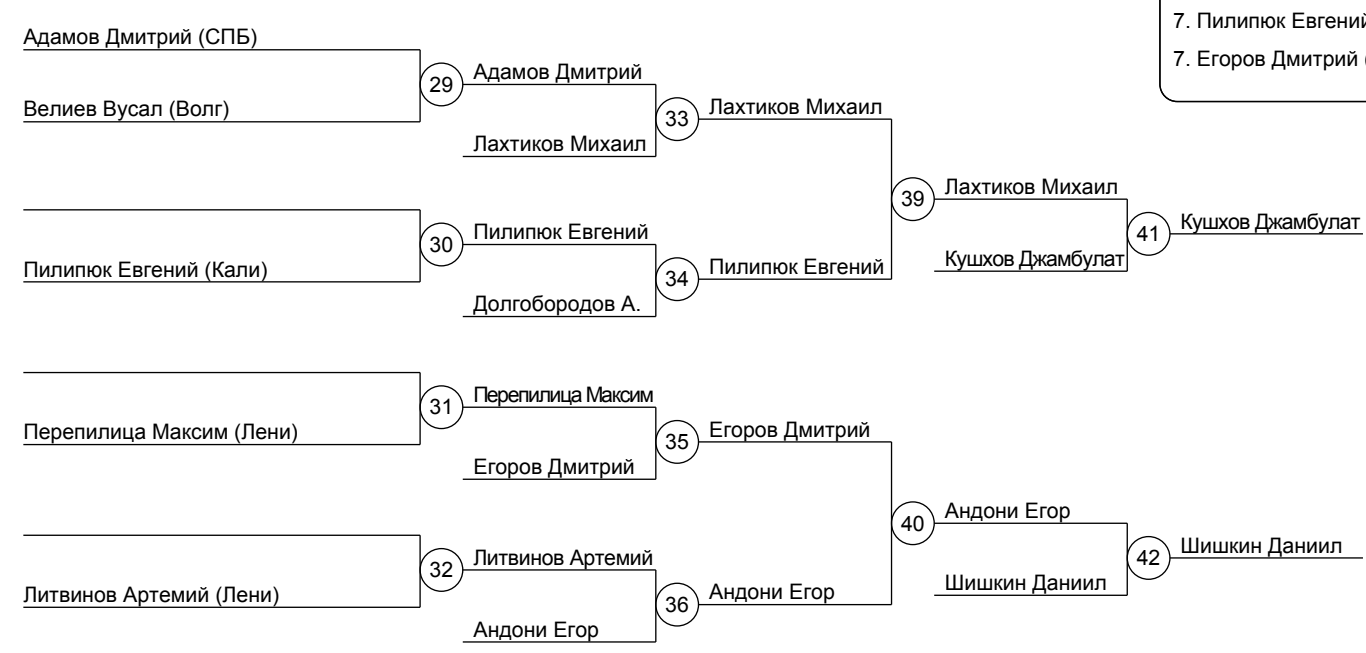 7. Пилипюк Евгений
7. Егоров Дмитрий (
Адамов Дмитрий (СПБ)
29
Адамов Дмитрий
Велиев Вусал (Волг)
33
Лахтиков Михаил
Лахтиков Михаил
39
Лахтиков Михаил
30
Пилипюк Евгений
41
Кушхов Джамбулат
Пилипюк Евгений (Кали)
34
Пилипюк Евгений
Кушхов Джамбулат
Долгобородов А.
31
Перепилица Максим
Перепилица Максим (Лени)
35
Егоров Дмитрий
Егоров Дмитрий
40
Андони Егор
32
Литвинов Артемий
42
Шишкин Даниил
Литвинов Артемий (Лени)
36
Андони Егор
Шишкин Даниил
Андони Егор